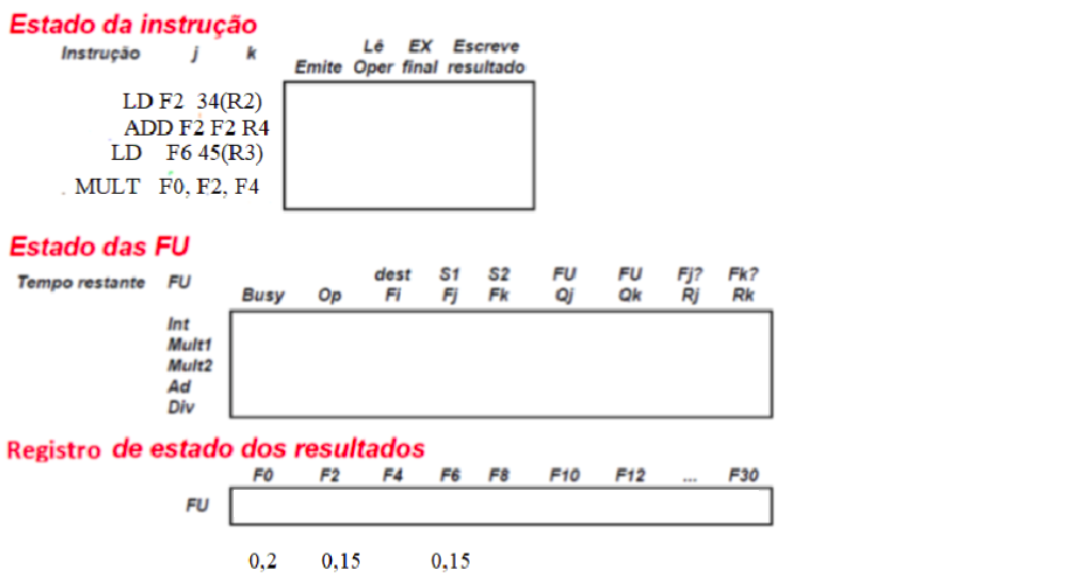 Estado da instrução
Instrução j k Emite Lê Oper EX final Escreve resultado
LD F2 34(R2)
ADD F2 F2 R4
LD F6 45(R3)
. MULT F0, F2, F4
Estado das FU
Tempo restante FU Busy Op dest Fi S1 Fj S2 Fk FU Qj FU Qk Fj? Rj Fk? Rk
Int
Mult1
Mult2
Ad
Div
Registro de estado dos resultados
F0 F2 F4 F6 F8 F10 F12 ... F30
FU
0,2 0,15 0,15